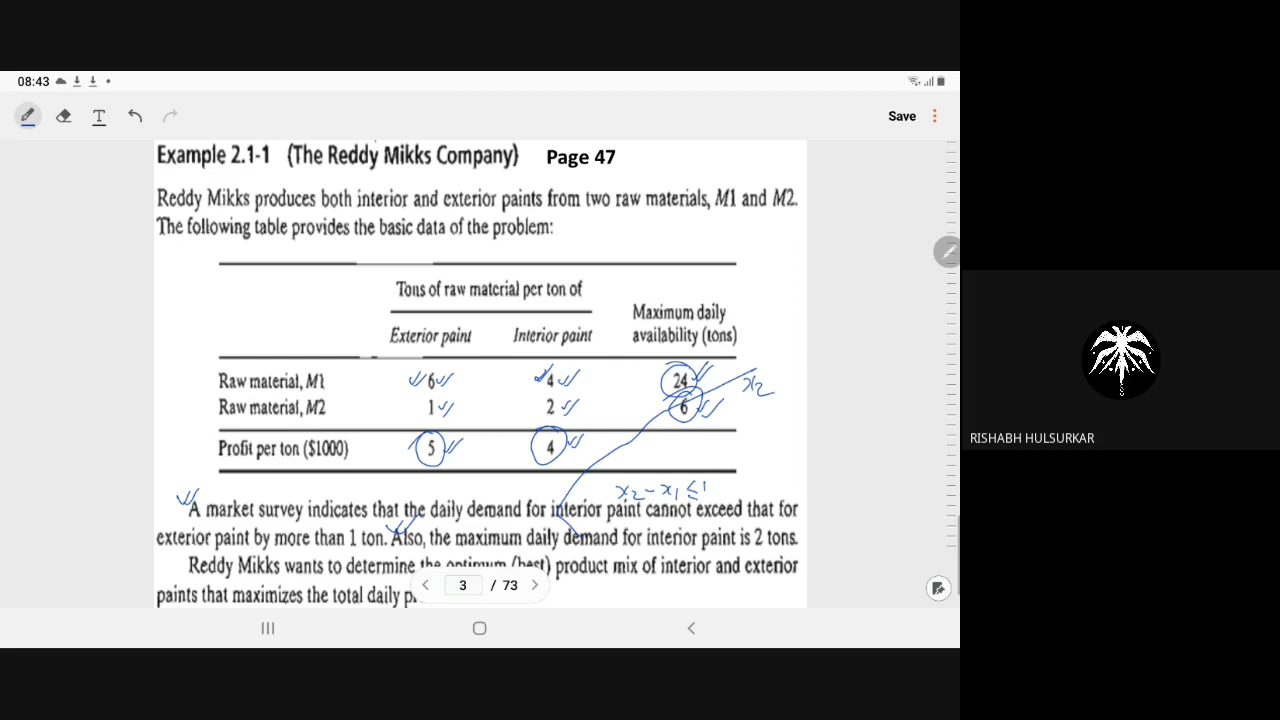 08:43
Save
Example 2.1-1 (The Reddy Mikks Company) Page 47
Reddy Mikks produces both interior and exterior paints from two raw materials, M1 and M2.
The following table provides the basic data of the problem:
Tons of raw material per ton of
Maximum daily
Exterior paint Interior paint availability (tons)
Raw material, M1 6 4 24
x2
Raw material, M2 1 2 6
Profit per ton ($1000) 5 4
x2 - x1 ≤ 1
A market survey indicates that the daily demand for interior paint cannot exceed that for
exterior paint by more than 1 ton. Also, the maximum daily demand for interior paint is 2 tons.
Reddy Mikks wants to determine the optimum (best) product mix of interior and exterior
paints that maximizes the total daily
3 / 73
RISHABH HULSURKAR